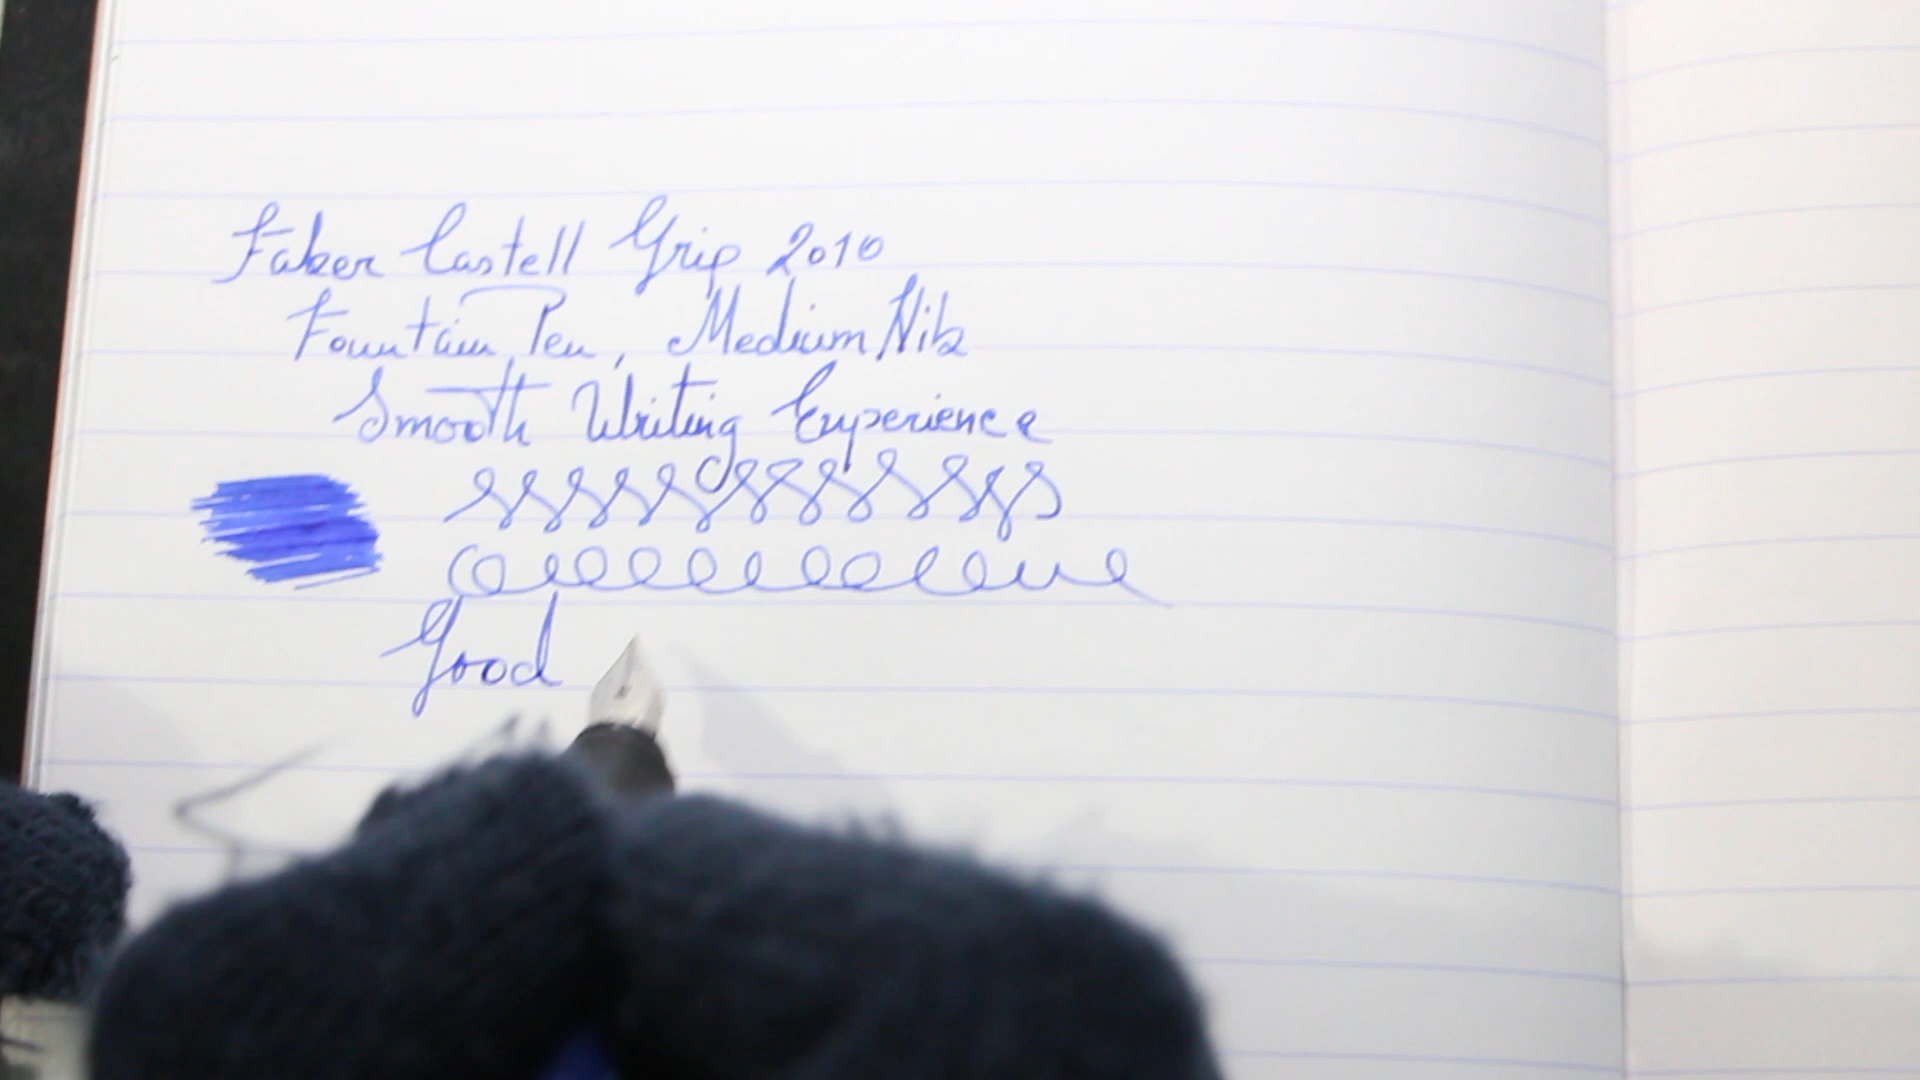 Faber Castell Grip 2010
Fountain Pen, Medium Nib
Smooth Writing Experience
Good